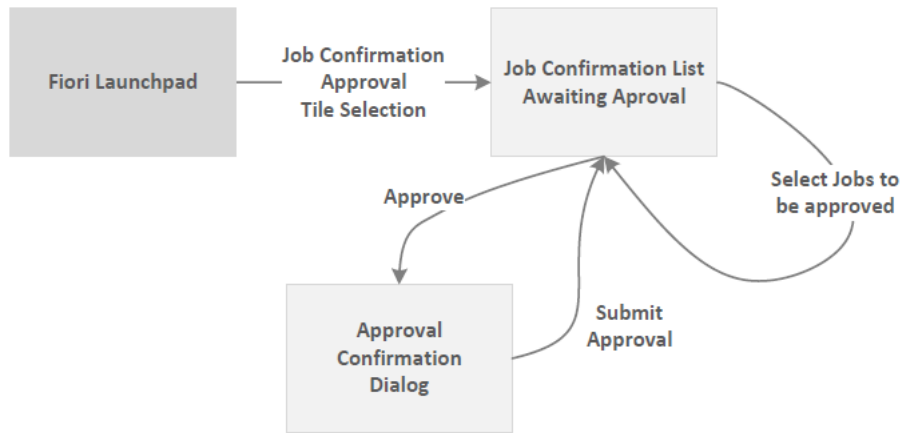 Fiori Launchpad
Job Confirmation
Approval
Tile Selection
Job Confirmation List
Awaiting Aproval
Select Jobs to
be approved
Approve
Submit
Approval
Approval
Confirmation
Dialog